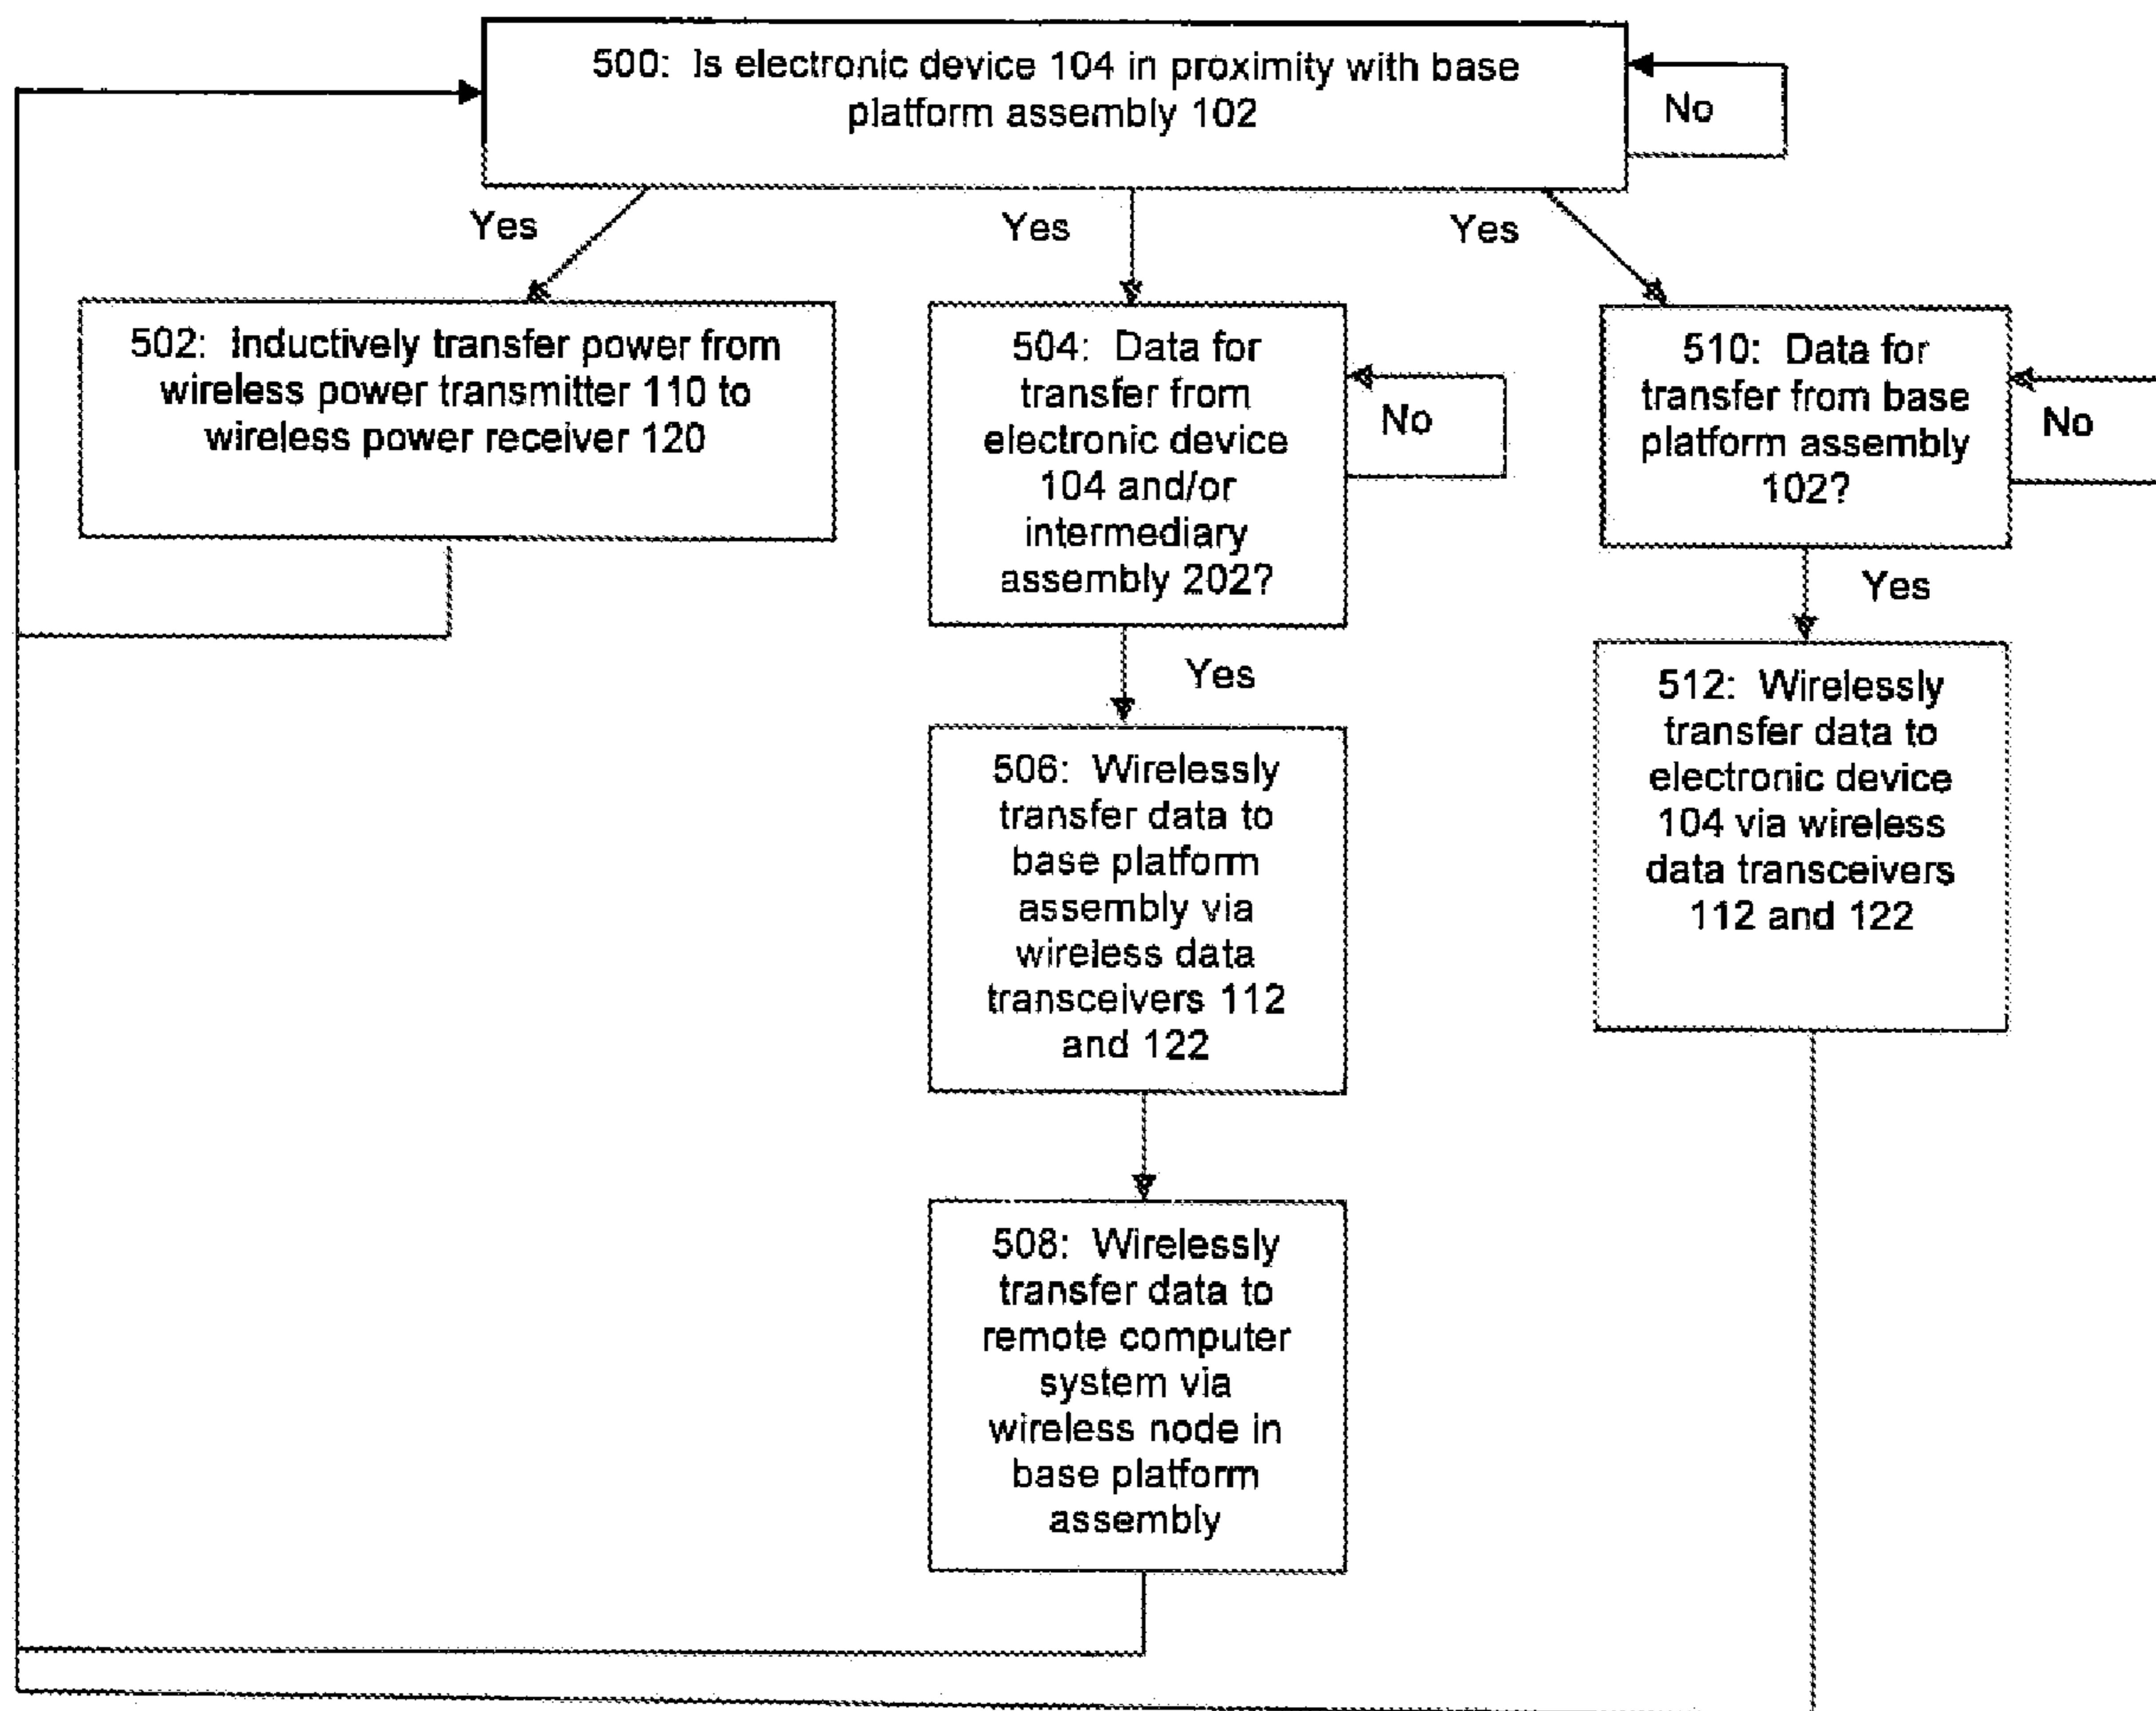 500: Is electronic device 104 in proximity with base
platform assembly 102
No
Yes
Yes
Yes
502: Inductively transfer power from
wireless power transmitter 110 to
wireless power receiver 120
504: Data for
transfer from
electronic device
104 and/or
intermediary
assembly 202?
No
510: Data for
transfer from base
platform assembly
102?
No
Yes
Yes
506: Wirelessly
transfer data to
base platform
assembly via
wireless data
transceivers 112
and 122
512: Wirelessly
transfer data to
electronic device
104 via wireless
data transceivers
112 and 122
508: Wirelessly
transfer data to
remote computer
system via
wireless node in
base platform
assembly